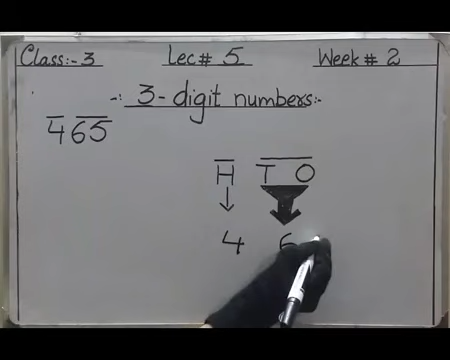 Class:- 3 Lec# 5 Week # 2
-: 3- digit numbers:-
465
H T O
4 6